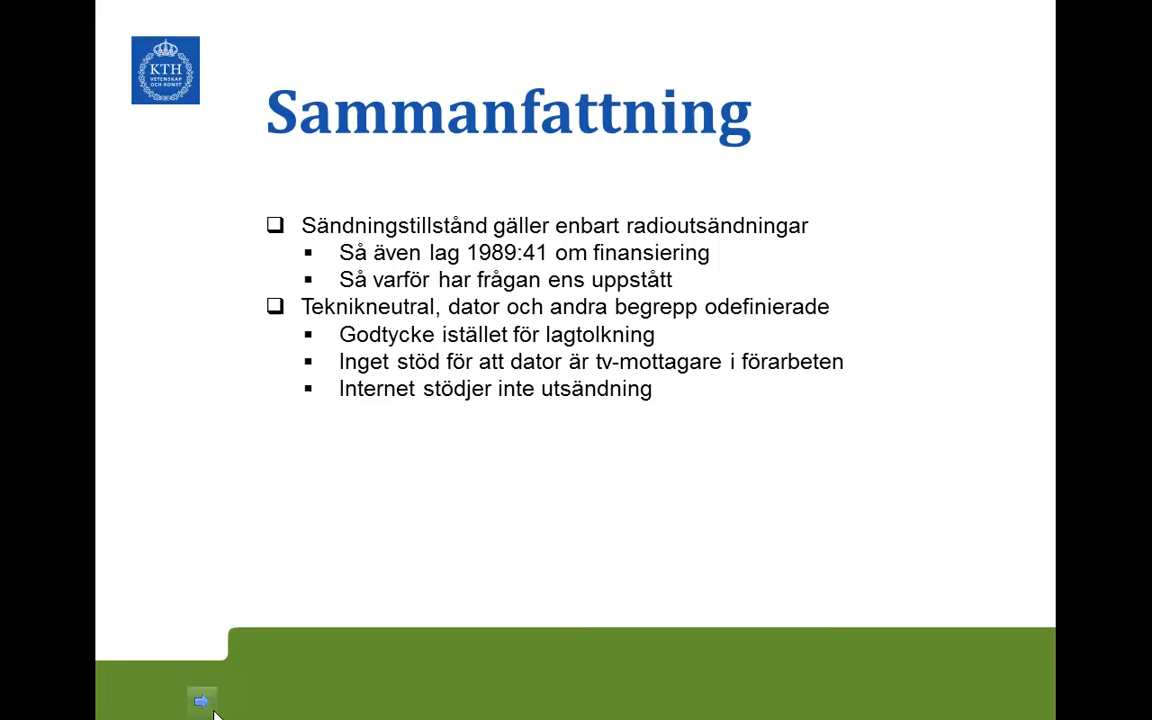 KTH
VETENSKAP
OCH KONST
Sammanfattning
Sändningstillstånd gäller enbart radioutsändningar
Så även lag 1989:41 om finansiering
Så varför har frågan ens uppstått
Teknikneutral, dator och andra begrepp odefinierade
Godtycke istället för lagtolkning
Inget stöd för att dator är tv-mottagare i förarbeten
Internet stödjer inte utsändning